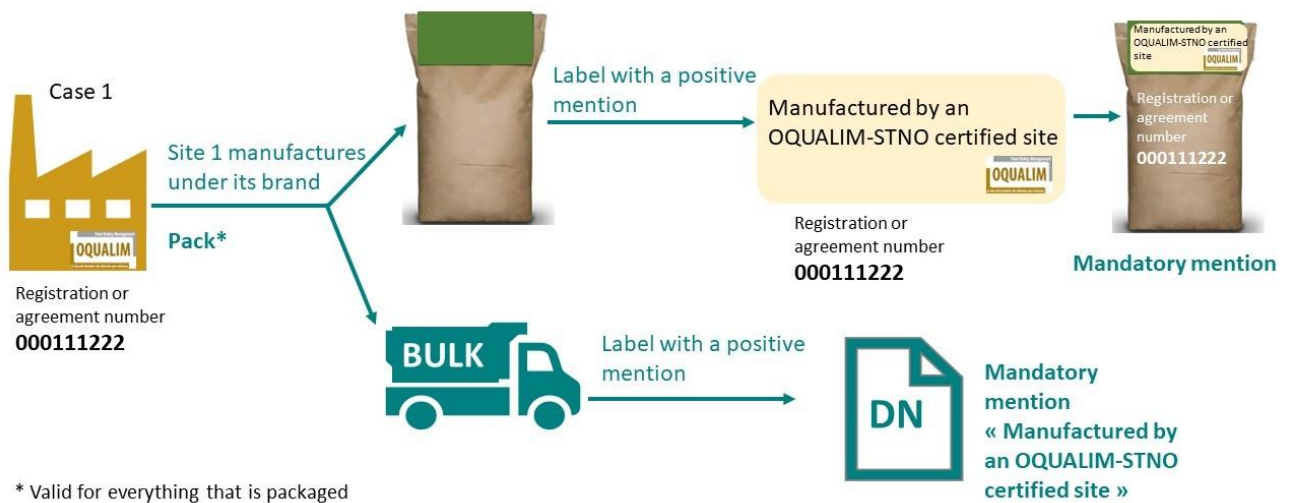 Case 1
OQUALIM
Registration or
agreement number
000111222
Site 1 manufactures
under its brand
Pack*
Label with a positive
mention
Manufactured by an
OQUALIM-STNO certified site
OQUALIM
Registration or
agreement number
000111222
Manufactured by an
OQUALIM-STNO certified
site
OQUALIM
Registration or
agreement
number
000111222
Mandatory mention
BULK
Label with a positive
mention
DN
Mandatory
mention
« Manufactured by
an OQUALIM-STNO
certified site »
* Valid for everything that is packaged